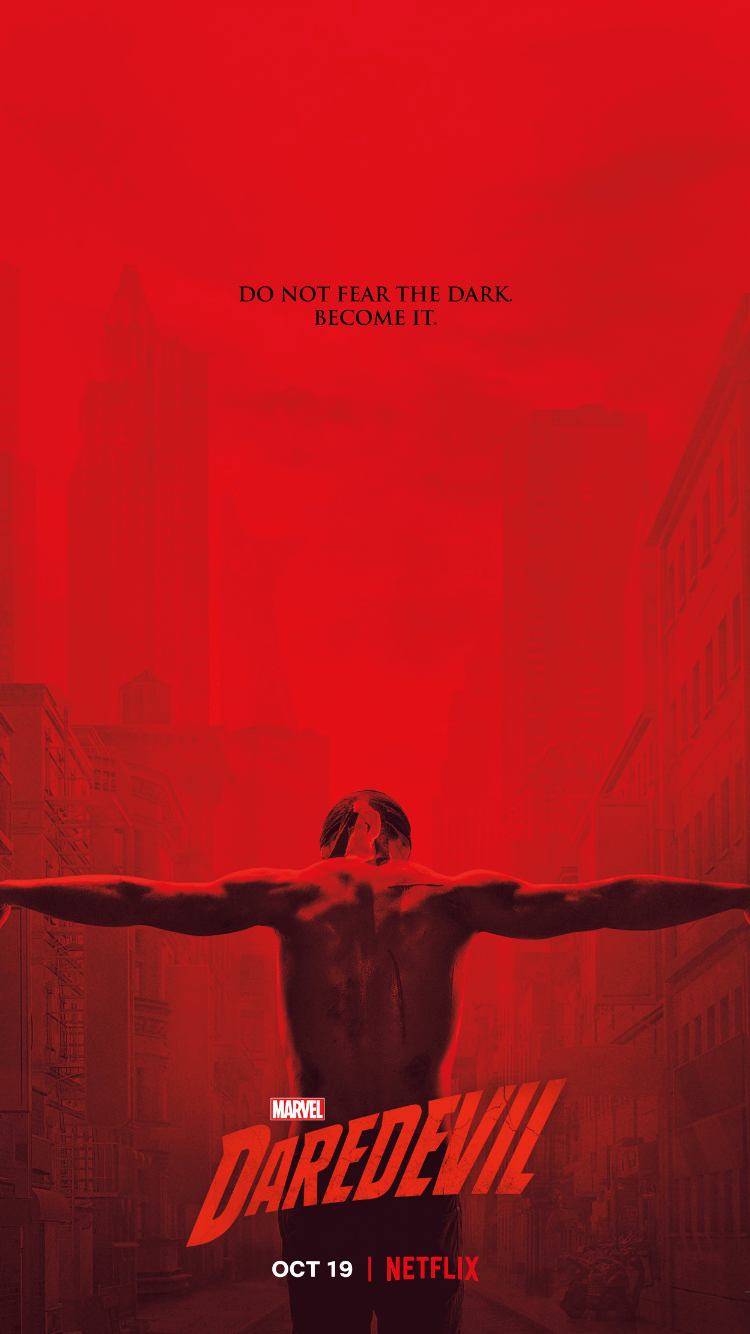 DO NOT FEAR THE DARK.
BECOME IT.
MARVEL
DAREDEVIL
OCT 19 | NETFLIX